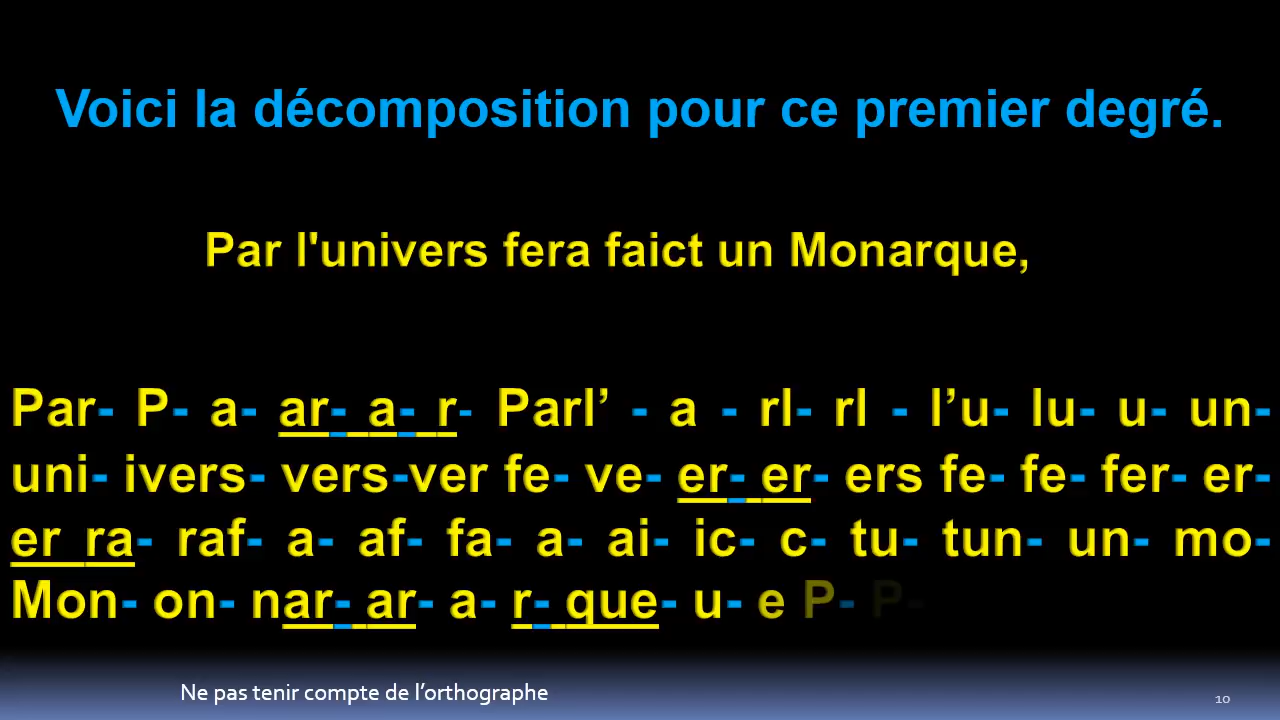 Voici la décomposition pour ce premier degré.
Par l'univers fera faict un Monarque,
Par- P- a- ar- a- r- Parl’ - a - rl- rl - l’u- lu- u- un-
uni- ivers- vers-ver fe- ve- er- er- ers fe- fe- fer- er-
er ra- raf- a- af- fa- a- ai- ic- c- tu- tun- un- mo-
Mon- on- nar- ar- a- r- que- u- e P- P-
Ne pas tenir compte de l’orthographe
10